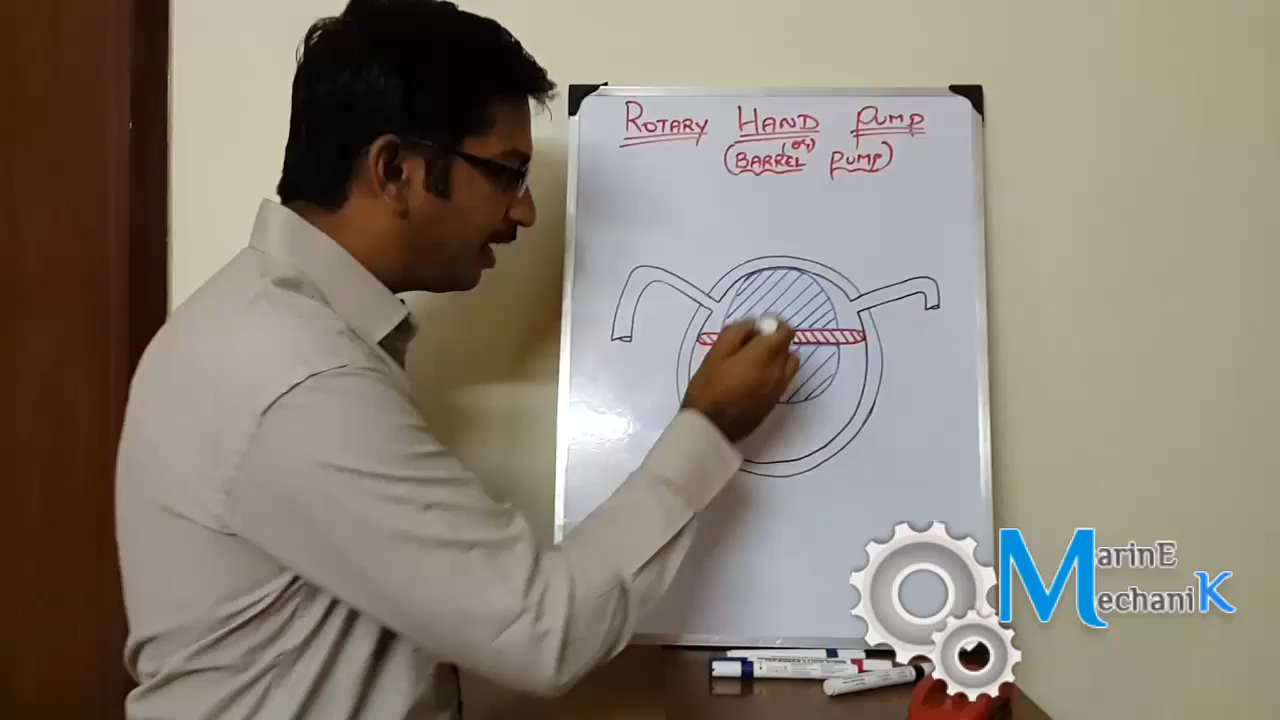 ROTARY HAND PUMP
(or)
(BARREL PUMP)
MarinE
MechaniK